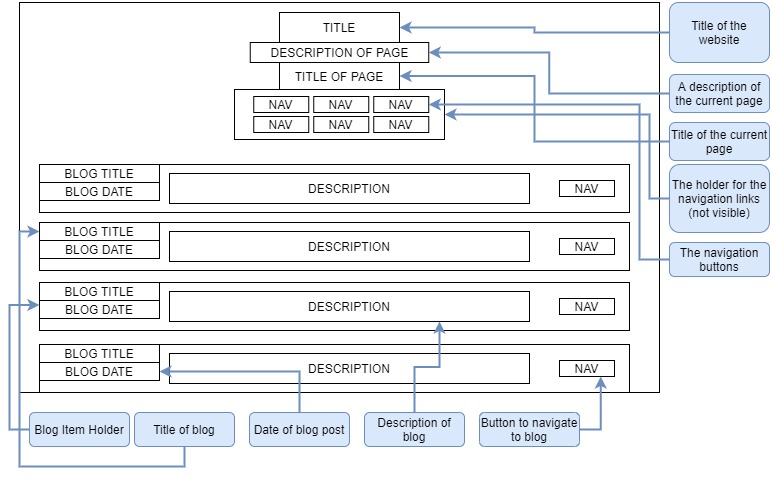 TITLE
DESCRIPTION OF PAGE
TITLE OF PAGE
NAV NAV NAV
NAV NAV NAV
BLOG TITLE
BLOG DATE
DESCRIPTION
NAV
BLOG TITLE
BLOG DATE
DESCRIPTION
NAV
BLOG TITLE
BLOG DATE
DESCRIPTION
NAV
BLOG TITLE
BLOG DATE
DESCRIPTION
NAV
Title of the
website
A description of
the current page
Title of the current
page
The holder for the
navigation links
(not visible)
The navigation
buttons
Blog Item Holder
Title of blog
Date of blog post
Description of
blog
Button to navigate
to blog